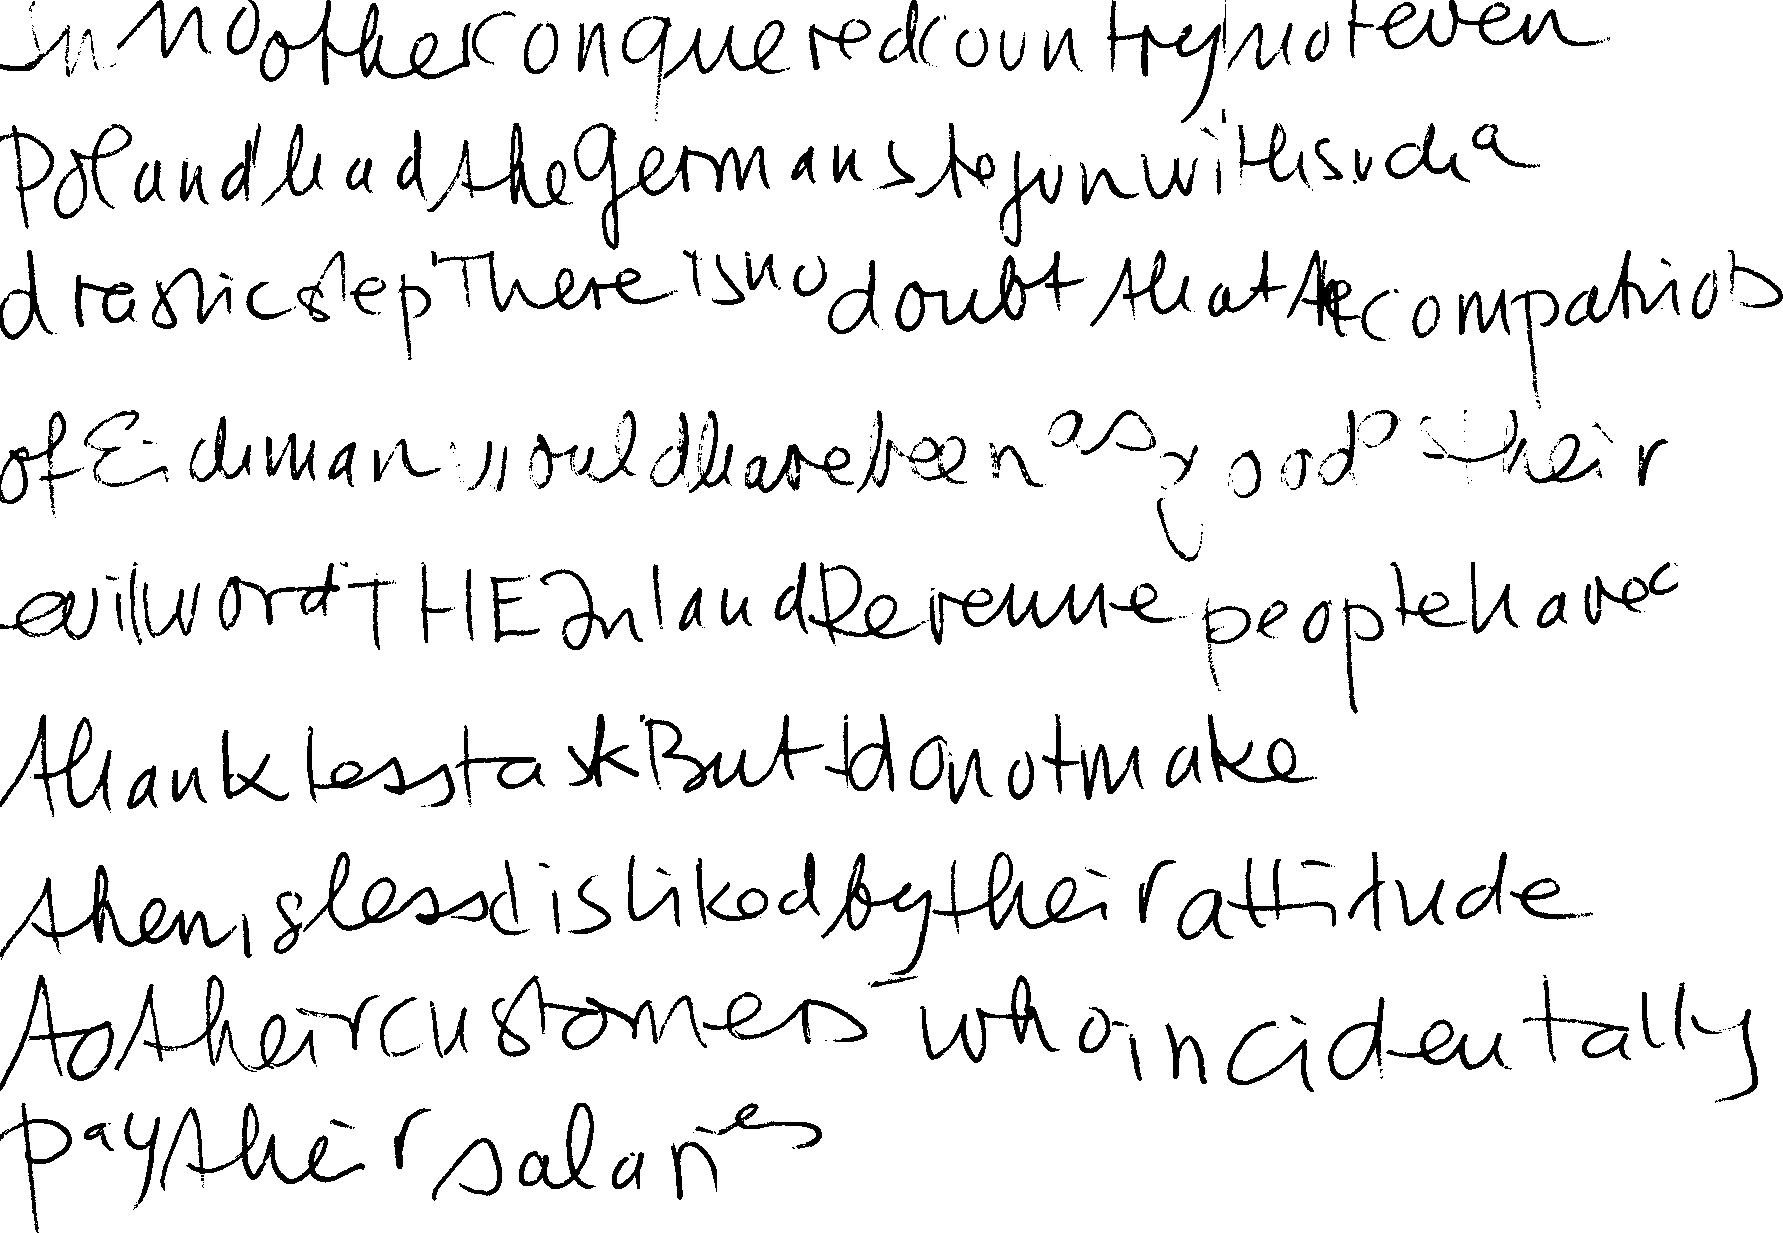 In no other conquered country not even
Poland had the Germans begun with such a
drastic step There is no doubt that the compatriots
of Eichman would have been as good as their
evil word THE Inland Revenue people have a
thankless task But I do not make
them is less disliked by their attitude
to their customers who incidentally
pay their salaries